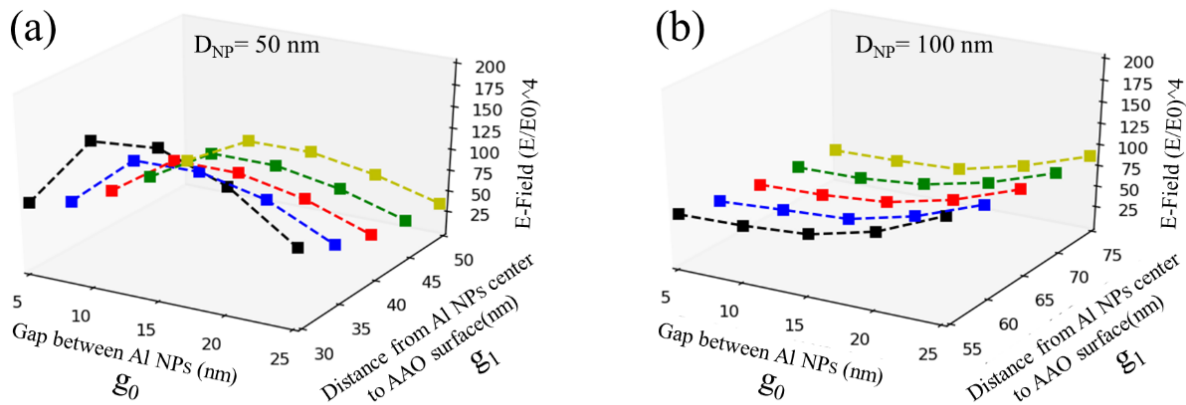 (a)
D_NP= 50 nm
200
175
150
125
100
75
50
25
E-Field (E/E0)^4
5
10
15
20
25
Gap between Al NPs (nm)
g_0
30
35
40
45
50
Distance from Al NPs center
to AAO surface(nm)
g_1
(b)
D_NP= 100 nm
200
175
150
125
100
75
50
25
E-Field (E/E0)^4
5
10
15
20
25
Gap between Al NPs (nm)
g_0
55
60
65
70
75
Distance from Al NPs center
to AAO surface(nm)
g_1